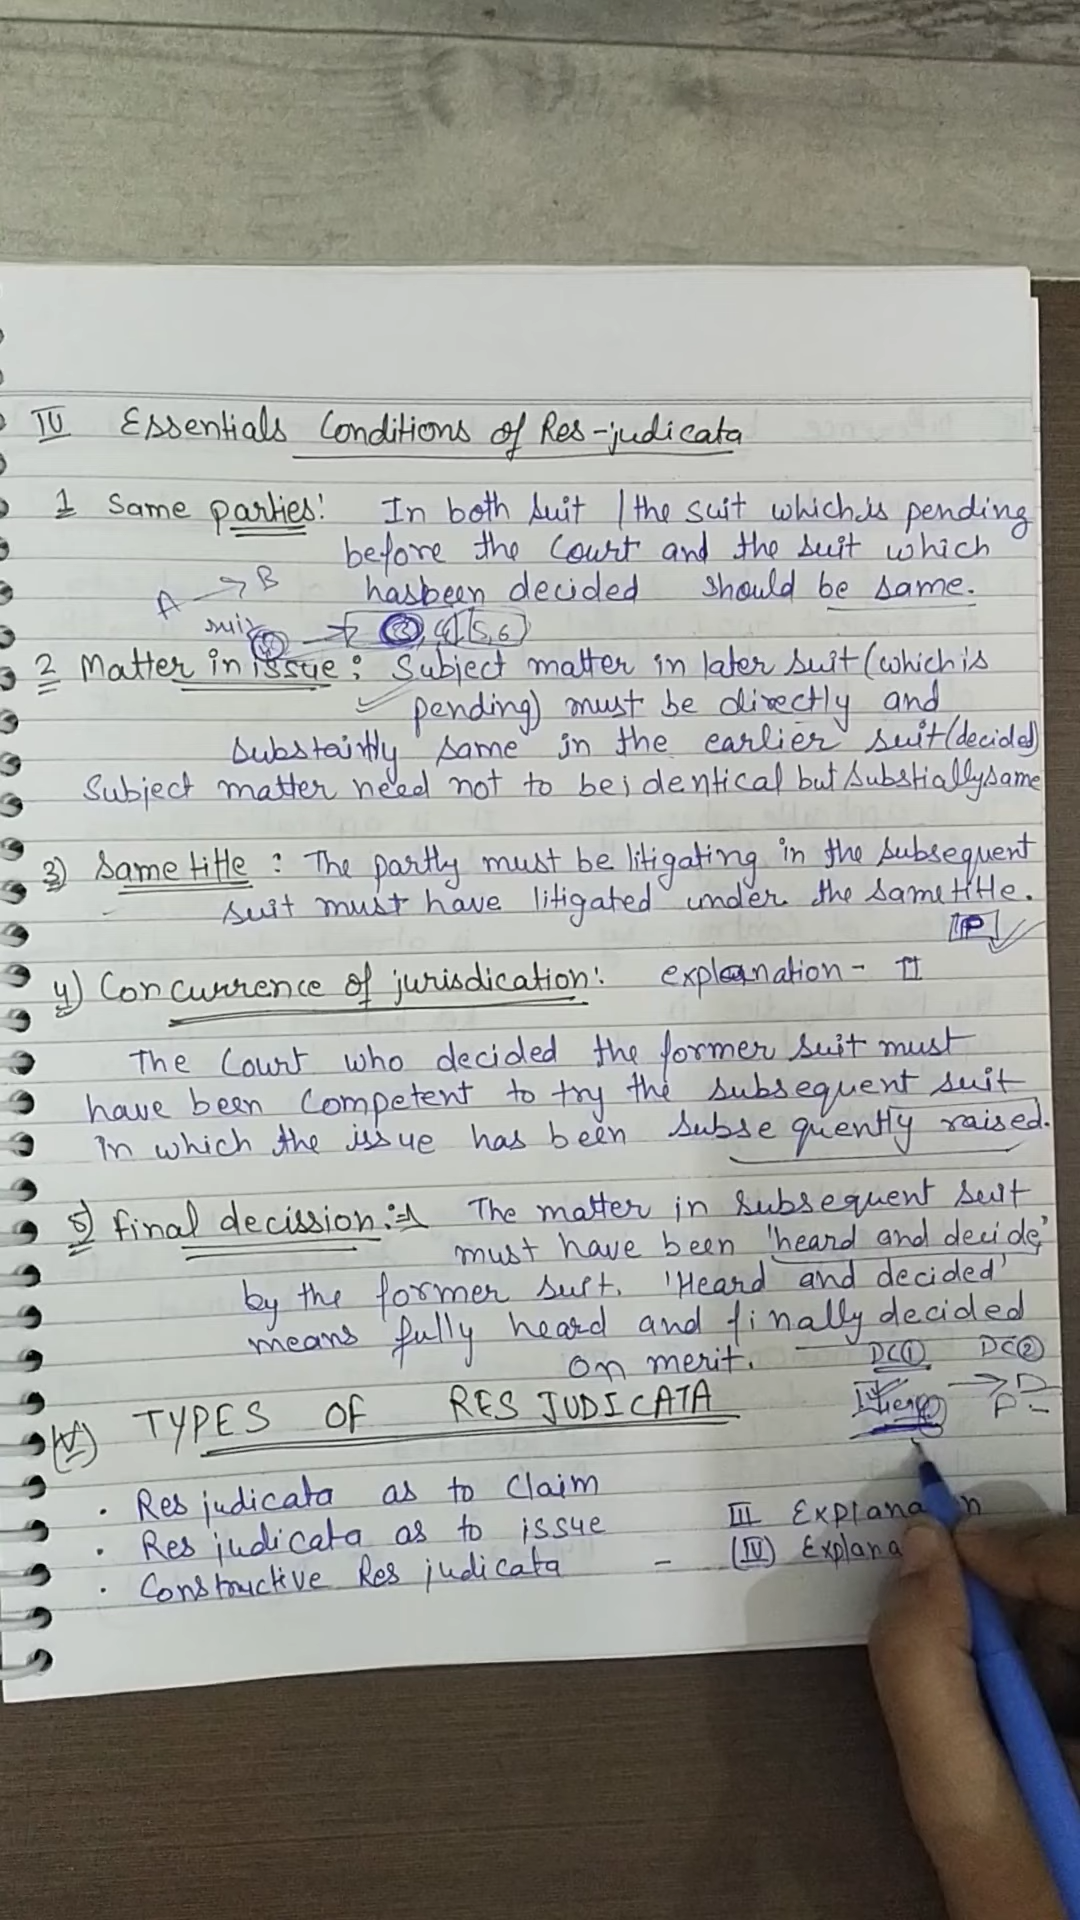 IV Essentials Conditions of Res-judicata
1 Same parties: In both suit / the suit which is pending
before the Court and the suit which
A → B hasbeen decided should be same.
suit → 3, 4, 5, 6
2 Matter in issue: Subject matter in later suit (which is
pending) must be directly and
substaintly same in the earlier suit (decided)
Subject matter need not to be identical but substially same
3) Same title: The partly must be litigating in the subsequent
suit must have litigated under the same title.
P
4) Concurrence of jurisdication: explanation - II
The Court who decided the former suit must
have been Competent to try the subsequent suit
in which the issue has been subsequently raised.
5) final decission:- The matter in subsequent suit
must have been 'heard and decide'
by the former suit. 'Heard and decided'
means fully heard and finally decided
on merit. DC① DC②
(V) TYPES OF RES JUDICATA → D
P -
• Res judicata as to Claim
• Res judicata as to issue III Explana
• Constructive Res judicata - (IV) Explana